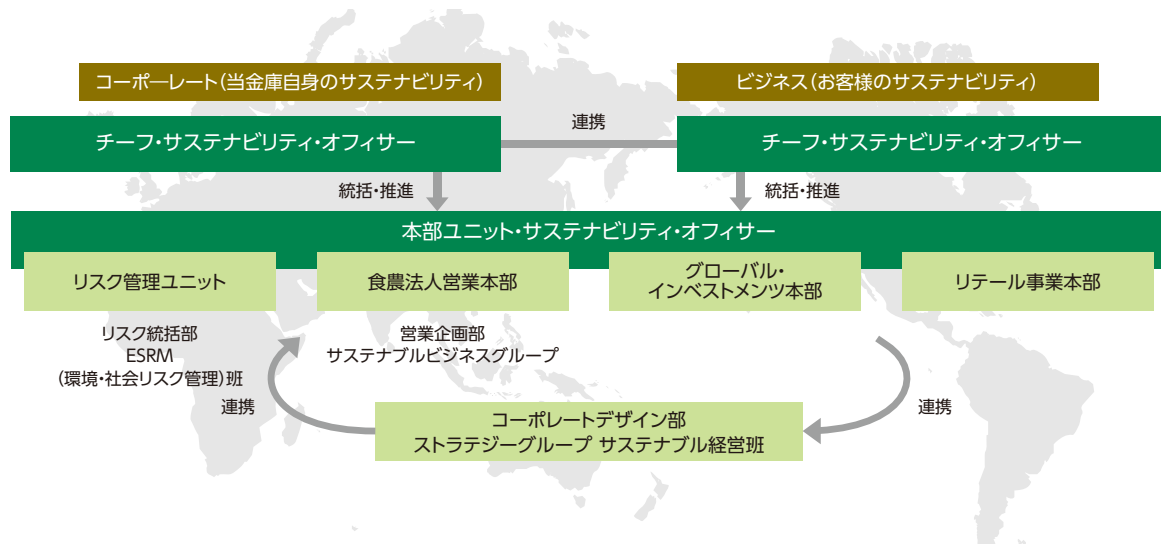 コーポーレート(当金庫自身のサステナビリティ)
ビジネス(お客様のサステナビリティ)
チーフ・サステナビリティ・オフィサー
連携
チーフ・サステナビリティ・オフィサー
統括・推進
統括・推進
本部ユニット・サステナビリティ・オフィサー
リスク管理ユニット
食農法人営業本部
グローバル・
インベストメンツ本部
リテール事業本部
リスク統括部
ESRM
(環境・社会リスク管理)班
営業企画部
サステナブルビジネスグループ
連携
コーポレートデザイン部
ストラテジーグループ サステナブル経営班
連携